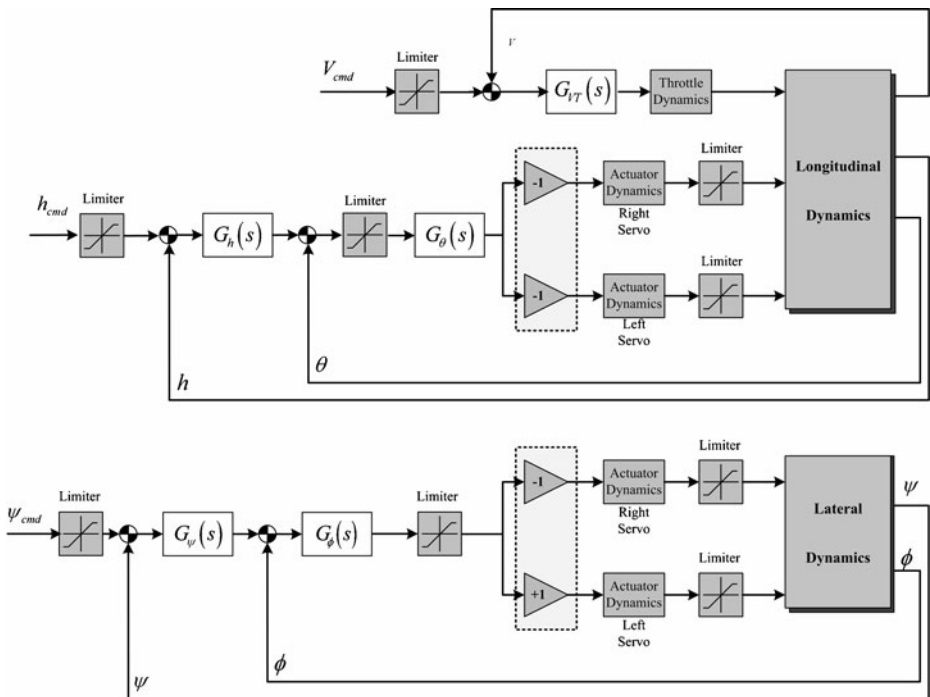 V
Limiter
V_cmd
G_VT(s)
Throttle
Dynamics
Longitudinal
Dynamics
Limiter
-1
Actuator
Dynamics
Right
Servo
Limiter
h_cmd
G_h(s)
Limiter
G_θ(s)
Limiter
-1
Actuator
Dynamics
Left
Servo
θ
h
Limiter
-1
Actuator
Dynamics
Right
Servo
Lateral
Dynamics
ψ
ϕ
Limiter
ψ_cmd
G_ψ(s)
G_ϕ(s)
Limiter
Limiter
+1
Actuator
Dynamics
Left
Servo
ψ
ϕ